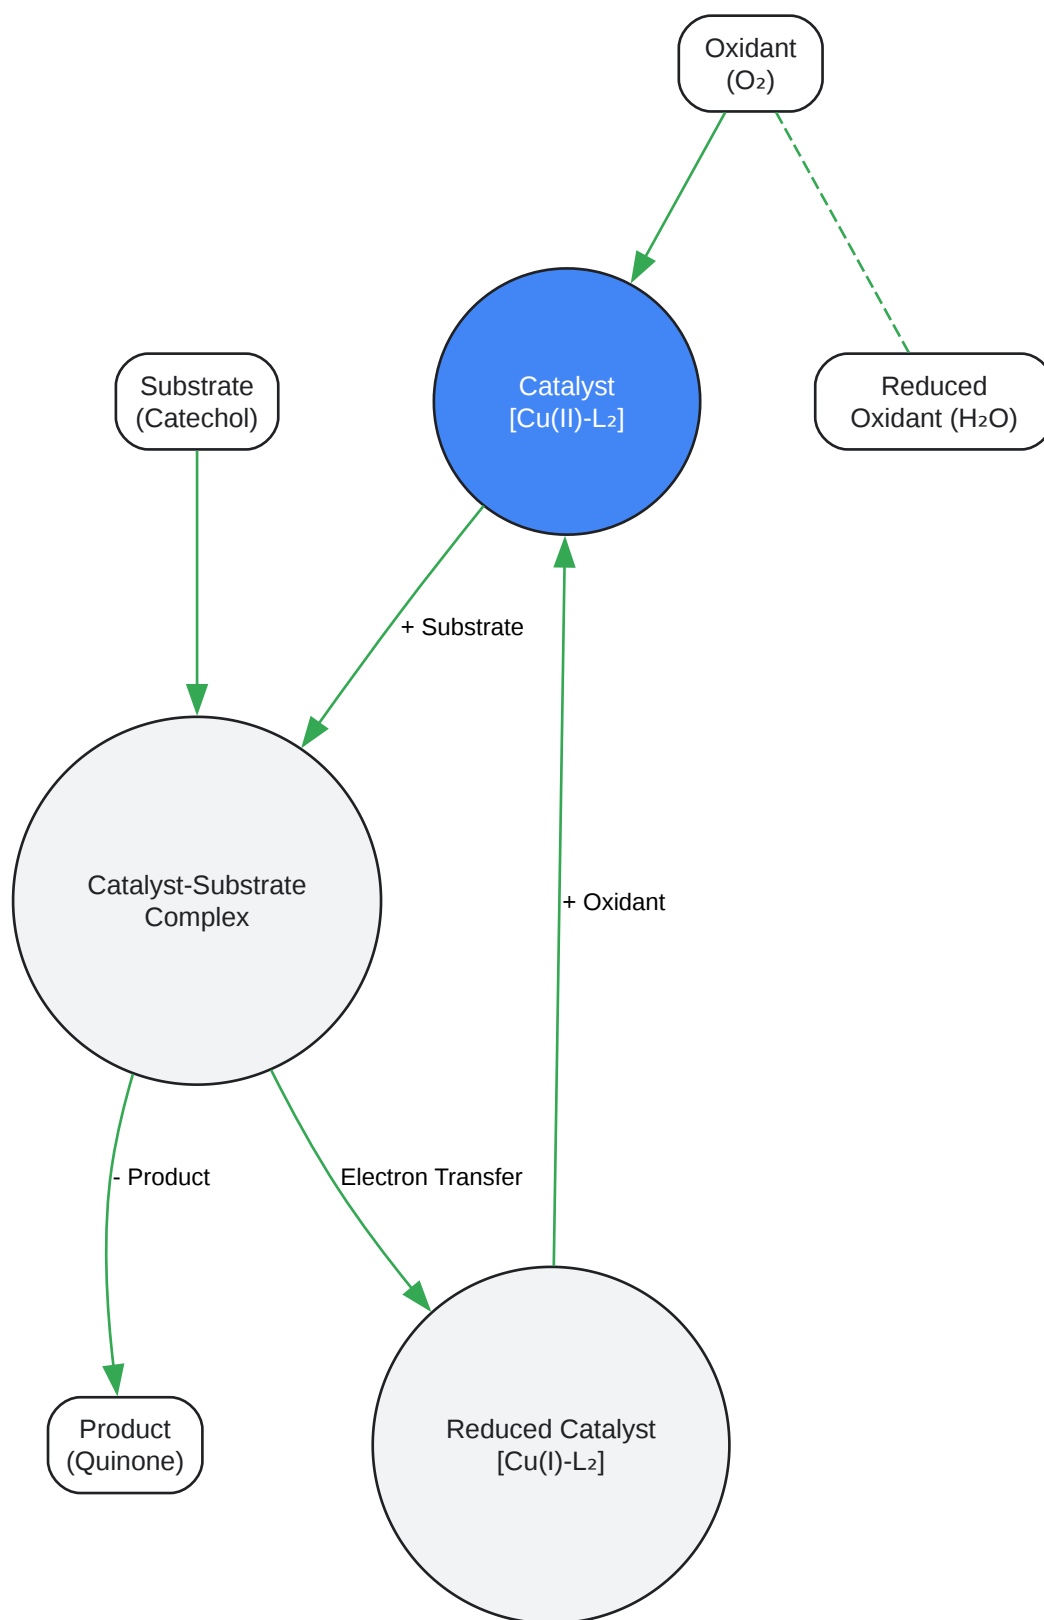 Oxidant
(O₂)
Substrate
(Catechol)
Catalyst
[Cu(II)-L₂]
Reduced
Oxidant (H₂O)
+ Substrate
Catalyst-Substrate
Complex
+ Oxidant
- Product
Electron Transfer
Product
(Quinone)
Reduced Catalyst
[Cu(I)-L₂]